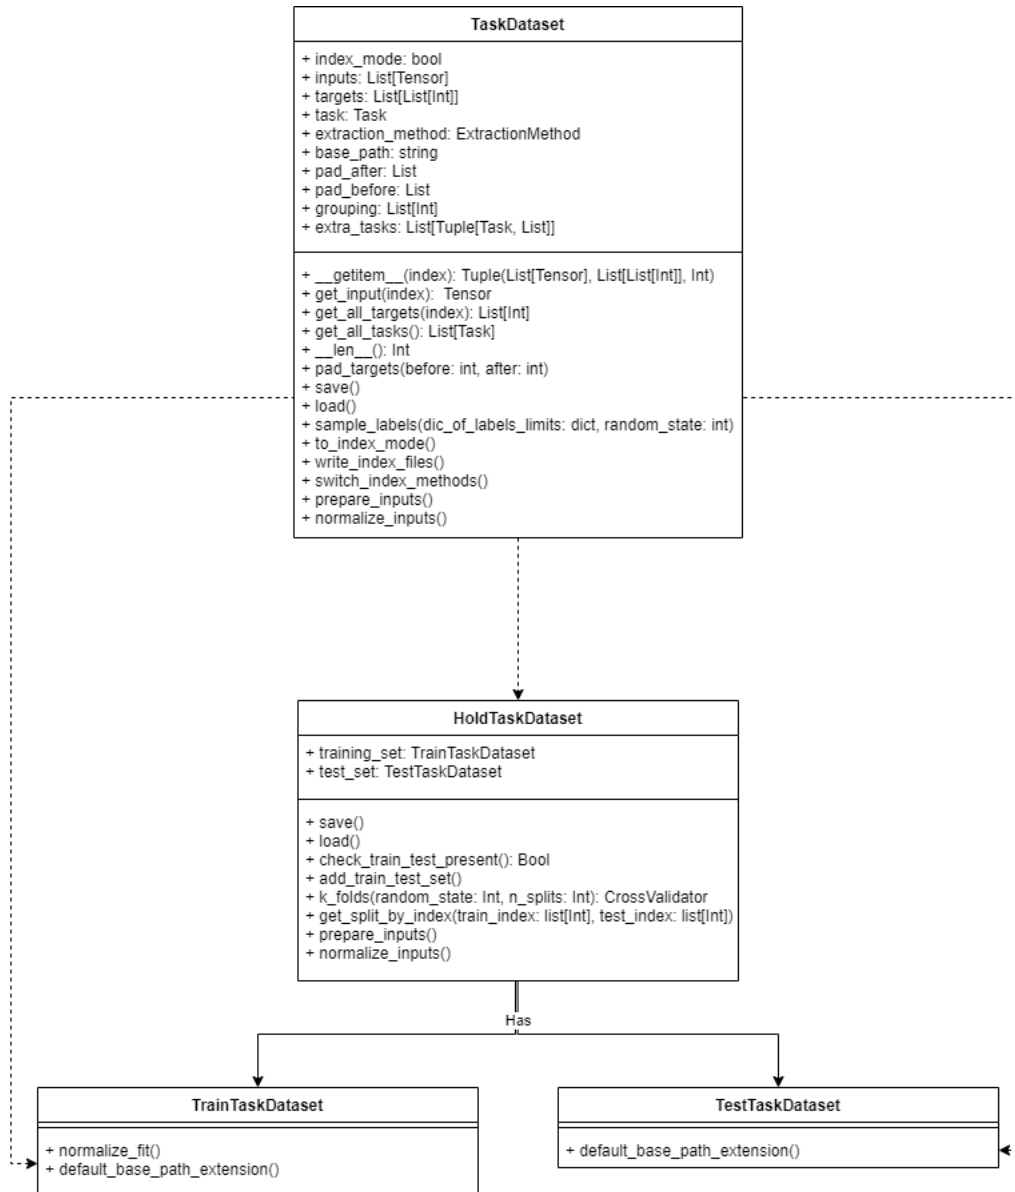 TaskDataset
+ index_mode: bool
+ inputs: List[Tensor]
+ targets: List[List[Int]]
+ task: Task
+ extraction_method: ExtractionMethod
+ base_path: string
+ pad_after: List
+ pad_before: List
+ grouping: List[Int]
+ extra_tasks: List[Tuple[Task, List]]
+ __getitem__(index): Tuple(List[Tensor], List[List[Int]], Int)
+ get_input(index):  Tensor
+ get_all_targets(index): List[Int]
+ get_all_tasks(): List[Task]
+ __len__(): Int
+ pad_targets(before: int, after: int)
+ save()
+ load()
+ sample_labels(dic_of_labels_limits: dict, random_state: int)
+ to_index_mode()
+ write_index_files()
+ switch_index_methods()
+ prepare_inputs()
+ normalize_inputs()
HoldTaskDataset
+ training_set: TrainTaskDataset
+ test_set: TestTaskDataset
+ save()
+ load()
+ check_train_test_present(): Bool
+ add_train_test_set()
+ k_folds(random_state: Int, n_splits: Int): CrossValidator
+ get_split_by_index(train_index: list[Int], test_index: list[Int])
+ prepare_inputs()
+ normalize_inputs()
Has
TrainTaskDataset
+ normalize_fit()
+ default_base_path_extension()
TestTaskDataset
+ default_base_path_extension()